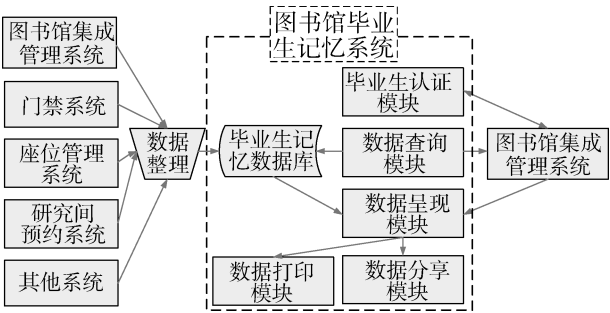 图书馆毕业
生记忆系统
图书馆集成
管理系统
门禁系统
座位管理
系统
研究间
预约系统
其他系统
数据
整理
毕业生记
忆数据库
毕业生认证
模块
数据查询
模块
数据呈现
模块
数据打印
模块
数据分享
模块
图书馆集成
管理系统